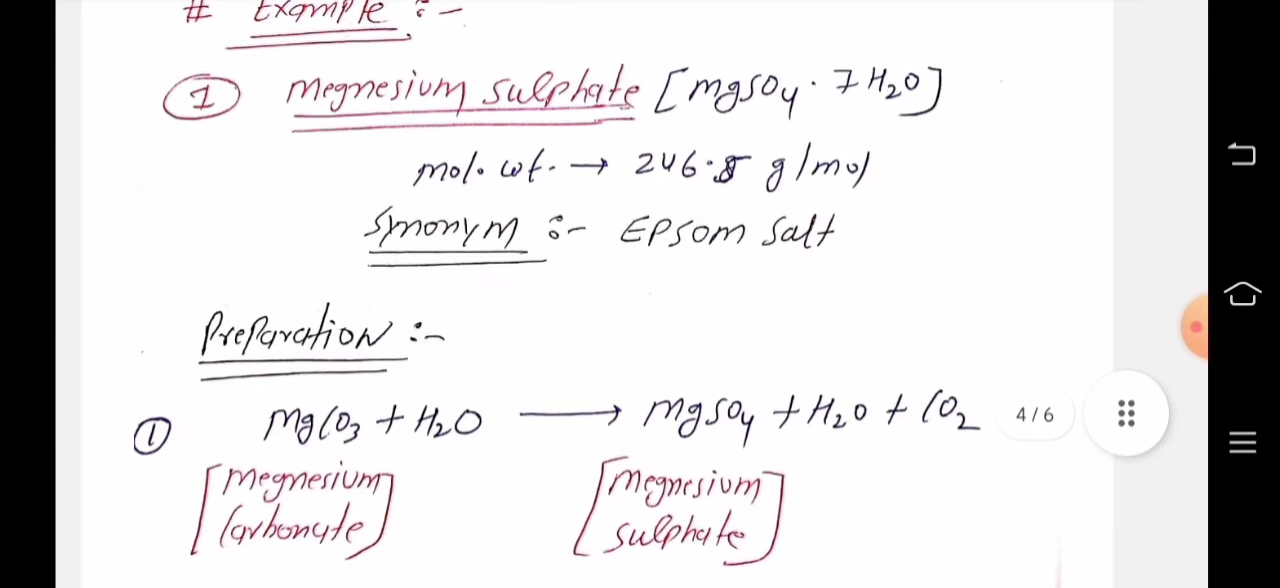 # Example :-
① Megnesium sulphate [mgso4 · 7H2O]
mol. wt. → 246.5 g/mol
Synonym :- EPSOM Salt
Preparation :-
① MgCO3 + H2O ⟶ mgso4 + H2O + CO2
4/6
[Megnesium [Megnesium
Carbonate] sulphate]